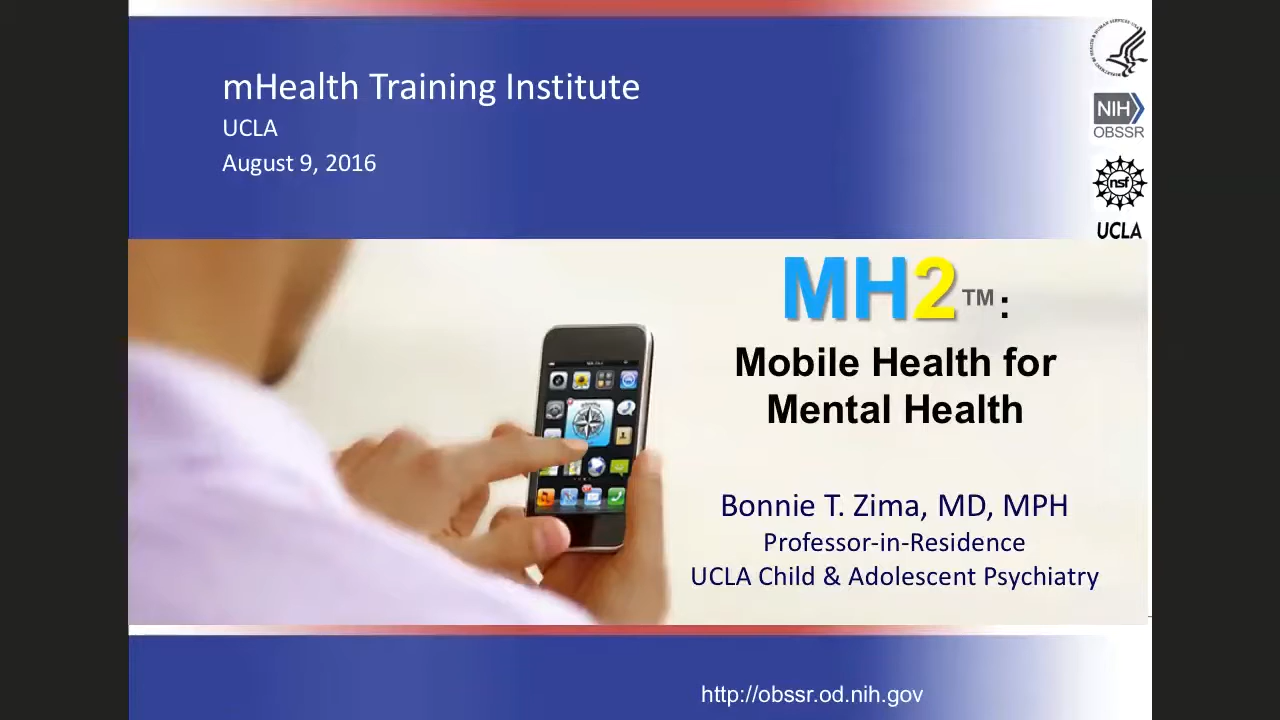 mHealth Training Institute
UCLA
August 9, 2016
NIH
OBSSR
nsf
UCLA
MH2™:
Mobile Health for
Mental Health
Bonnie T. Zima, MD, MPH
Professor-in-Residence
UCLA Child & Adolescent Psychiatry
http://obssr.od.nih.gov